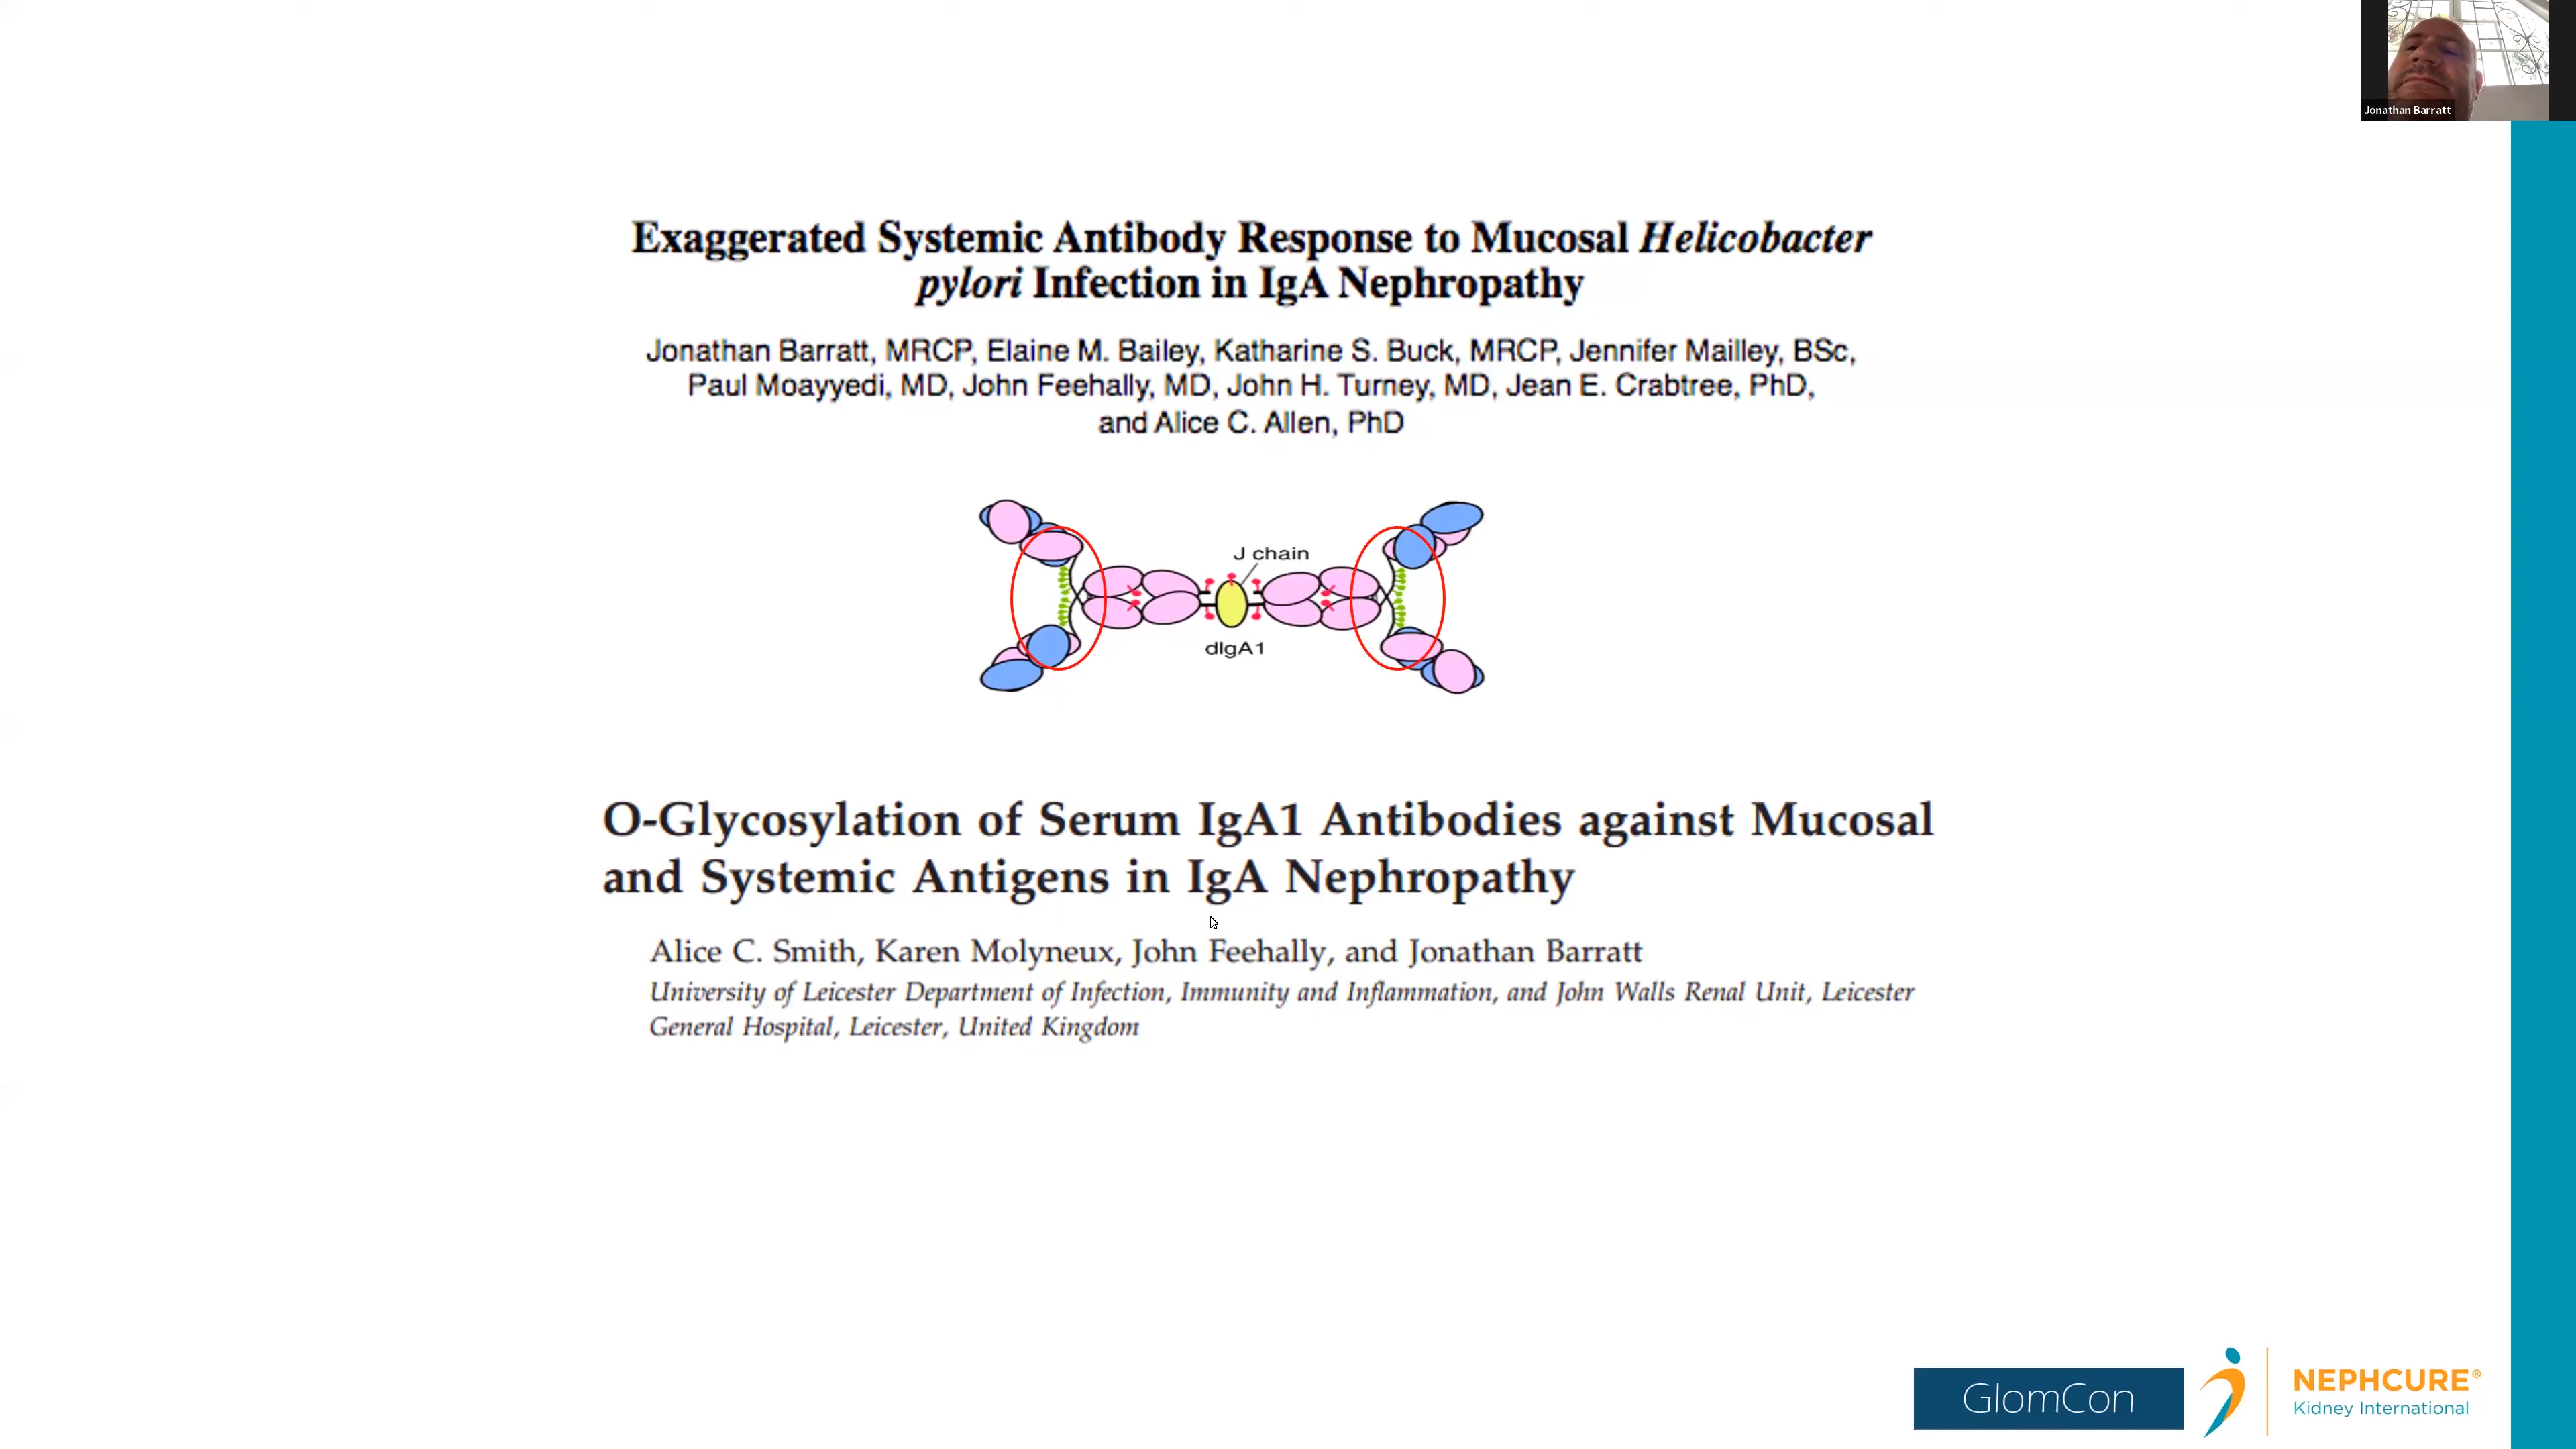 Jonathan Barratt
Exaggerated Systemic Antibody Response to Mucosal Helicobacter
pylori Infection in IgA Nephropathy
Jonathan Barratt, MRCP, Elaine M. Bailey, Katharine S. Buck, MRCP, Jennifer Mailley, BSc,
Paul Moayyedi, MD, John Feehally, MD, John H. Turney, MD, Jean E. Crabtree, PhD,
and Alice C. Allen, PhD
J chain
dIgA1
O-Glycosylation of Serum IgA1 Antibodies against Mucosal
and Systemic Antigens in IgA Nephropathy
Alice C. Smith, Karen Molyneux, John Feehally, and Jonathan Barratt
University of Leicester Department of Infection, Immunity and Inflammation, and John Walls Renal Unit, Leicester
General Hospital, Leicester, United Kingdom
GlomCon
NEPHCURE®
Kidney International